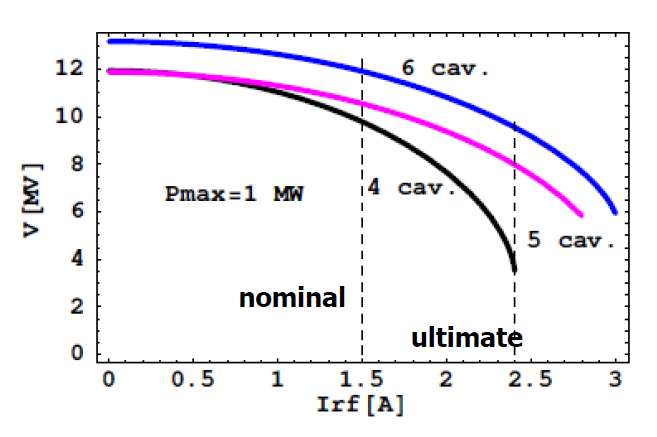 12
10
8
6
4
2
0
V[MV]
6 cav.
Pmax=1 MW
4 cav.
5 cav.
nominal
ultimate
0 0.5 1 1.5 2 2.5 3
Irf[A]